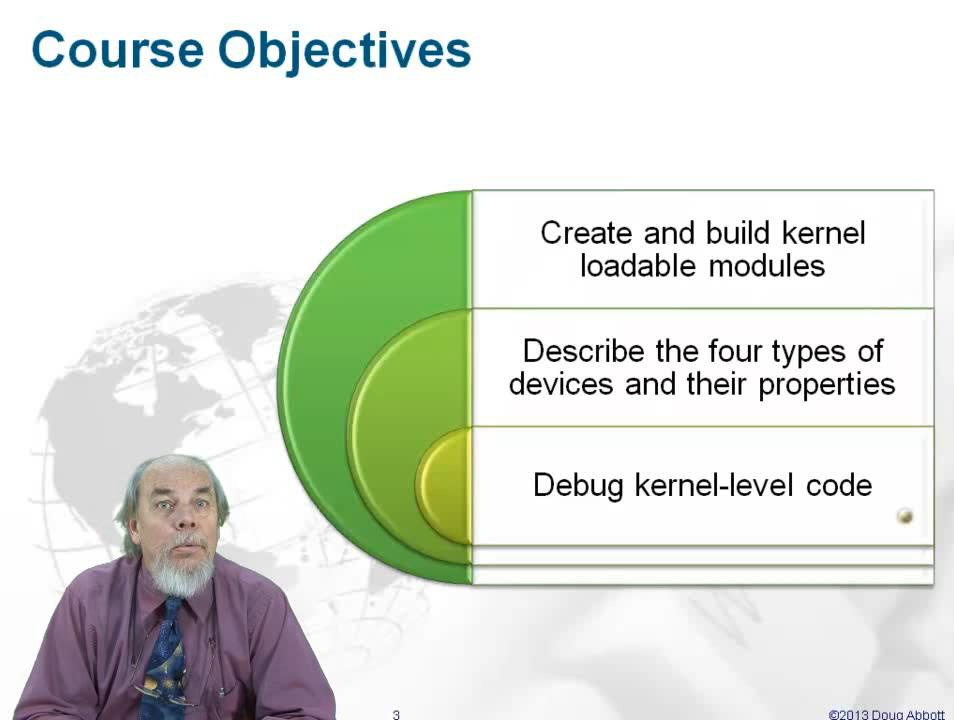 Course Objectives
Create and build kernel
loadable modules
Describe the four types of
devices and their properties
Debug kernel-level code
3
©2013 Doug Abbott